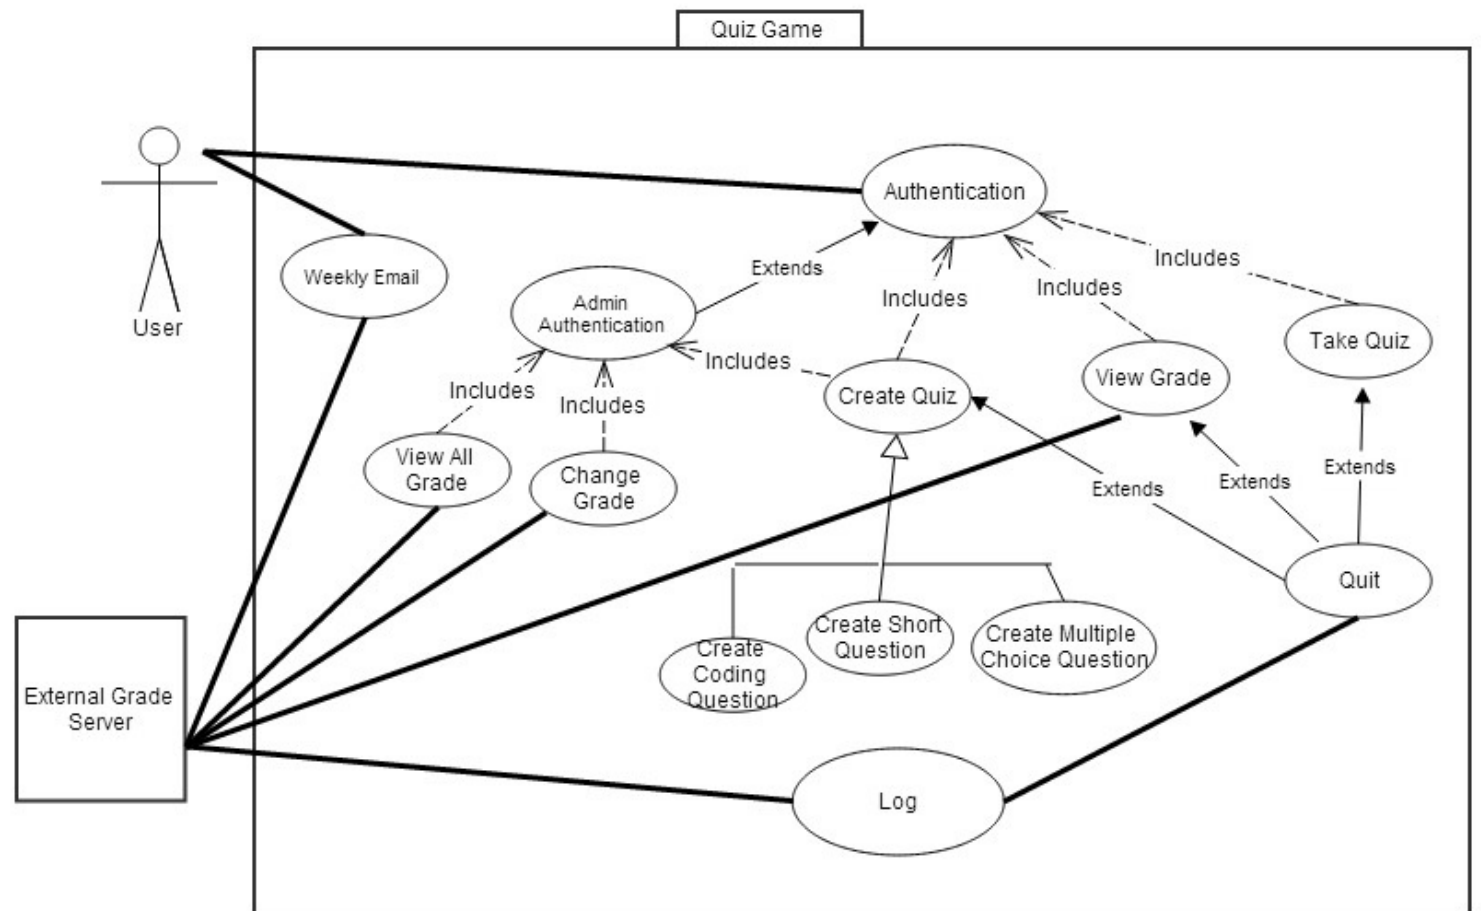 Quiz Game
Authentication
Includes
Extends
Weekly Email
Admin
Authentication
Includes
Includes
User
Take Quiz
Includes
Includes
Includes
View Grade
Create Quiz
View All
Grade
Change
Grade
Extends
Extends
Extends
Quit
Create Short
Question
Create Multiple
Choice Question
Create
Coding
Question
External Grade
Server
Log